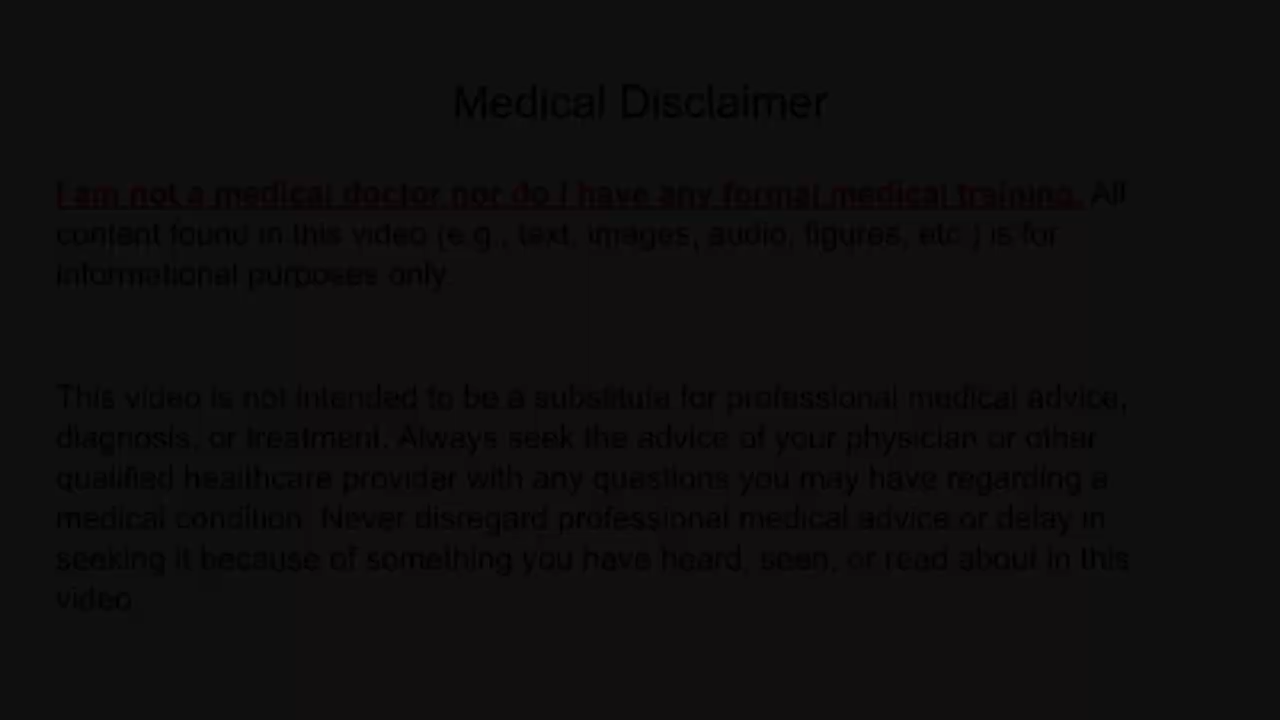 Medical Disclaimer
I am not a medical doctor nor do I have any formal medical training. All
content found in this video (e.g., text, images, audio, figures, etc.) is for
informational purposes only.
This video is not intended to be a substitute for professional medical advice,
diagnosis, or treatment. Always seek the advice of your physician or other
qualified healthcare provider with any questions you may have regarding a
medical condition. Never disregard professional medical advice or delay in
seeking it because of something you have heard, seen, or read about in this
video.